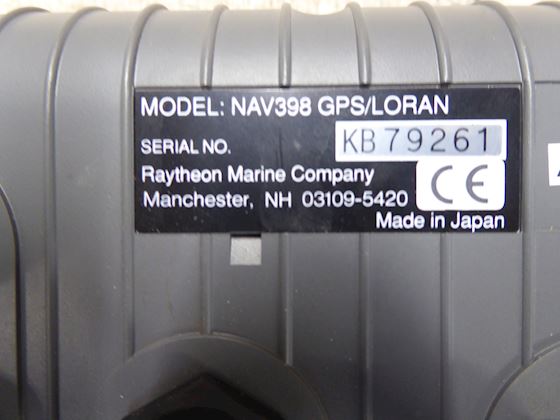 MODEL: NAV398 GPS/LORAN
SERIAL NO. KB79261
Raytheon Marine Company
Manchester, NH 03109-5420
CE
Made in Japan